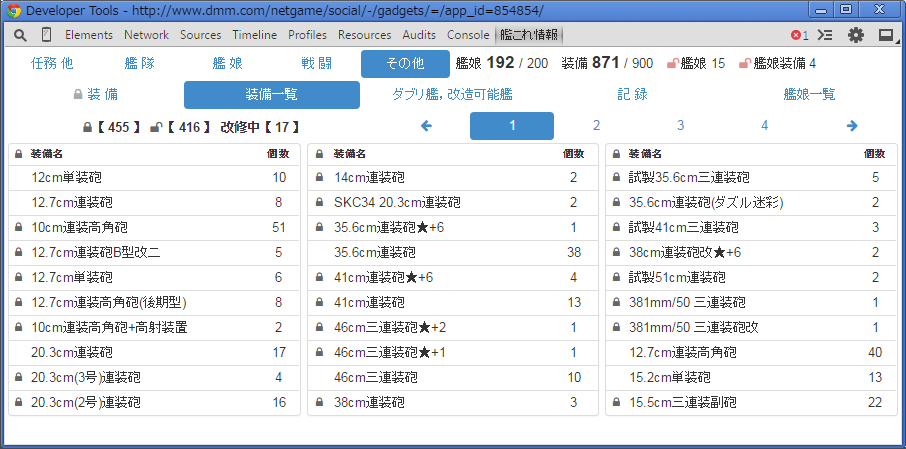 Developer Tools - http://www.dmm.com/netgame/social/-/gadgets/=/app_id=854854/
Elements Network Sources Timeline Profiles Resources Audits Console 艦これ情報 1
任務 他 艦 隊 艦 娘 戦 闘 その他 艦娘 192 / 200 装備 871 / 900 艦娘 15 艦娘装備 4
装 備 装備一覧 ダブリ艦, 改造可能艦 記 録 艦娘一覧
【 455 】 【 416 】 改修中【 17 】 1 2 3 4
装備名 個数
12cm単装砲 10
12.7cm連装砲 8
10cm連装高角砲 51
12.7cm連装砲B型改二 5
12.7cm単装砲 6
12.7cm連装高角砲(後期型) 8
10cm連装高角砲+高射装置 2
20.3cm連装砲 17
20.3cm(3号)連装砲 4
20.3cm(2号)連装砲 16
装備名 個数
14cm連装砲 2
SKC34 20.3cm連装砲 2
35.6cm連装砲★+6 1
35.6cm連装砲 38
41cm連装砲★+6 4
41cm連装砲 13
46cm三連装砲★+2 1
46cm三連装砲★+1 1
46cm三連装砲 10
38cm連装砲 3
装備名 個数
試製35.6cm三連装砲 5
35.6cm連装砲(ダズル迷彩) 2
試製41cm三連装砲 3
38cm連装砲改★+6 2
試製51cm連装砲 2
381mm/50 三連装砲 1
381mm/50 三連装砲改 1
12.7cm連装高角砲 40
15.2cm単装砲 13
15.5cm三連装副砲 22